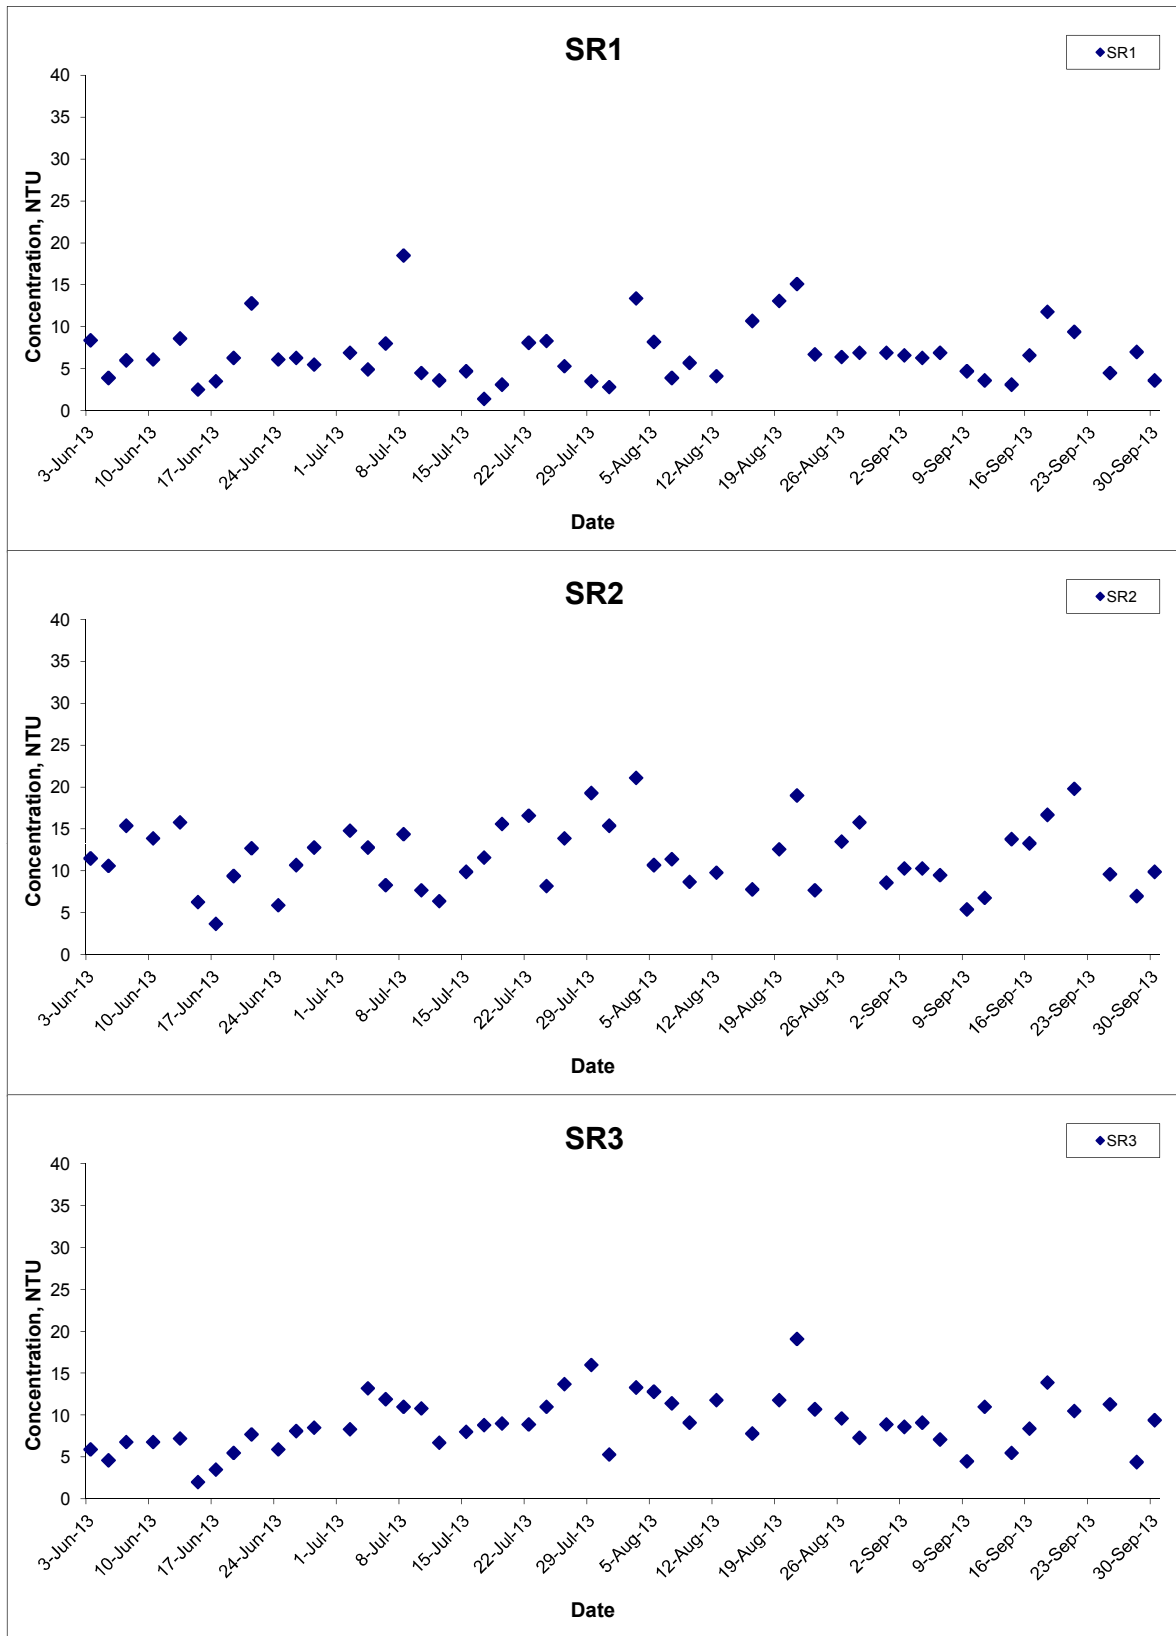 SR1
SR1
40
35
30
25
20
15
10
5
0
Concentration, NTU
3-Jun-13
10-Jun-13
17-Jun-13
24-Jun-13
1-Jul-13
8-Jul-13
15-Jul-13
22-Jul-13
29-Jul-13
5-Aug-13
12-Aug-13
19-Aug-13
26-Aug-13
2-Sep-13
9-Sep-13
16-Sep-13
23-Sep-13
30-Sep-13
Date
SR2
SR2
40
35
30
25
20
15
10
5
0
Concentration, NTU
3-Jun-13
10-Jun-13
17-Jun-13
24-Jun-13
1-Jul-13
8-Jul-13
15-Jul-13
22-Jul-13
29-Jul-13
5-Aug-13
12-Aug-13
19-Aug-13
26-Aug-13
2-Sep-13
9-Sep-13
16-Sep-13
23-Sep-13
30-Sep-13
Date
SR3
SR3
40
35
30
25
20
15
10
5
0
Concentration, NTU
3-Jun-13
10-Jun-13
17-Jun-13
24-Jun-13
1-Jul-13
8-Jul-13
15-Jul-13
22-Jul-13
29-Jul-13
5-Aug-13
12-Aug-13
19-Aug-13
26-Aug-13
2-Sep-13
9-Sep-13
16-Sep-13
23-Sep-13
30-Sep-13
Date